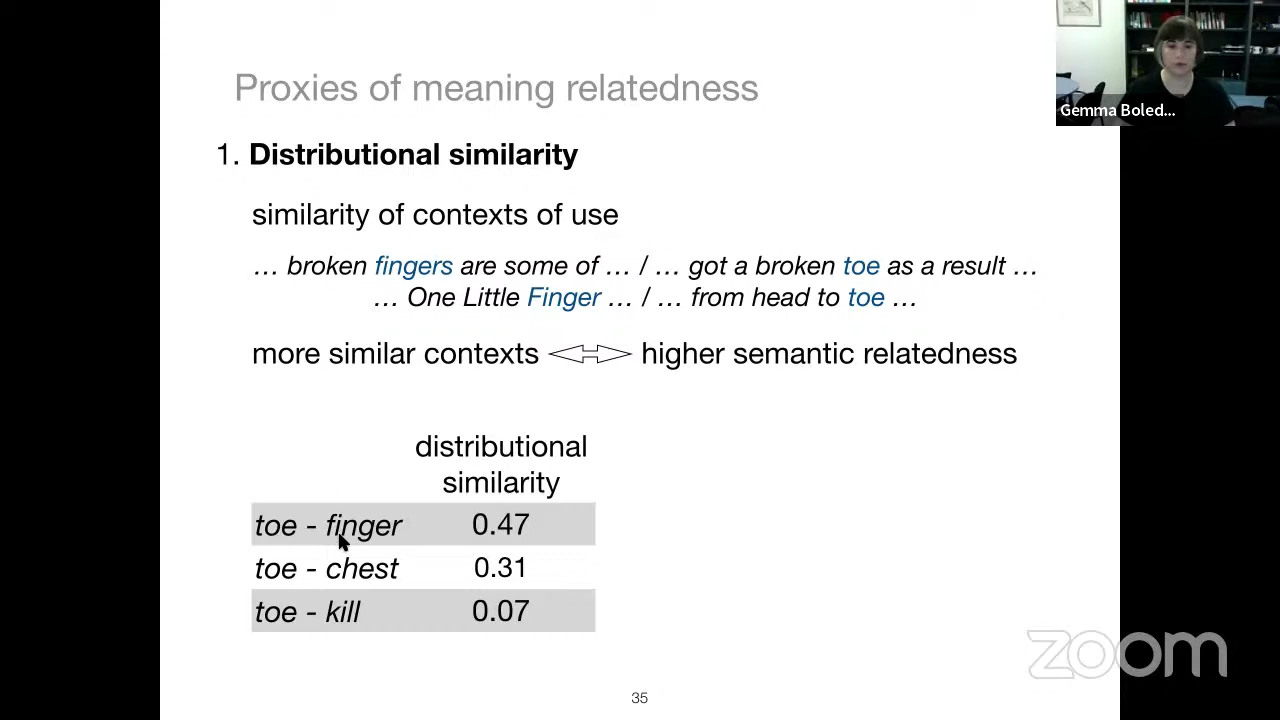 Proxies of meaning relatedness
1. Distributional similarity
similarity of contexts of use
… broken fingers are some of … / … got a broken toe as a result …
… One Little Finger … / … from head to toe …
more similar contexts higher semantic relatedness
distributional
similarity
toe - finger 0.47
toe - chest 0.31
toe - kill 0.07
35
Gemma Boled...
zoom